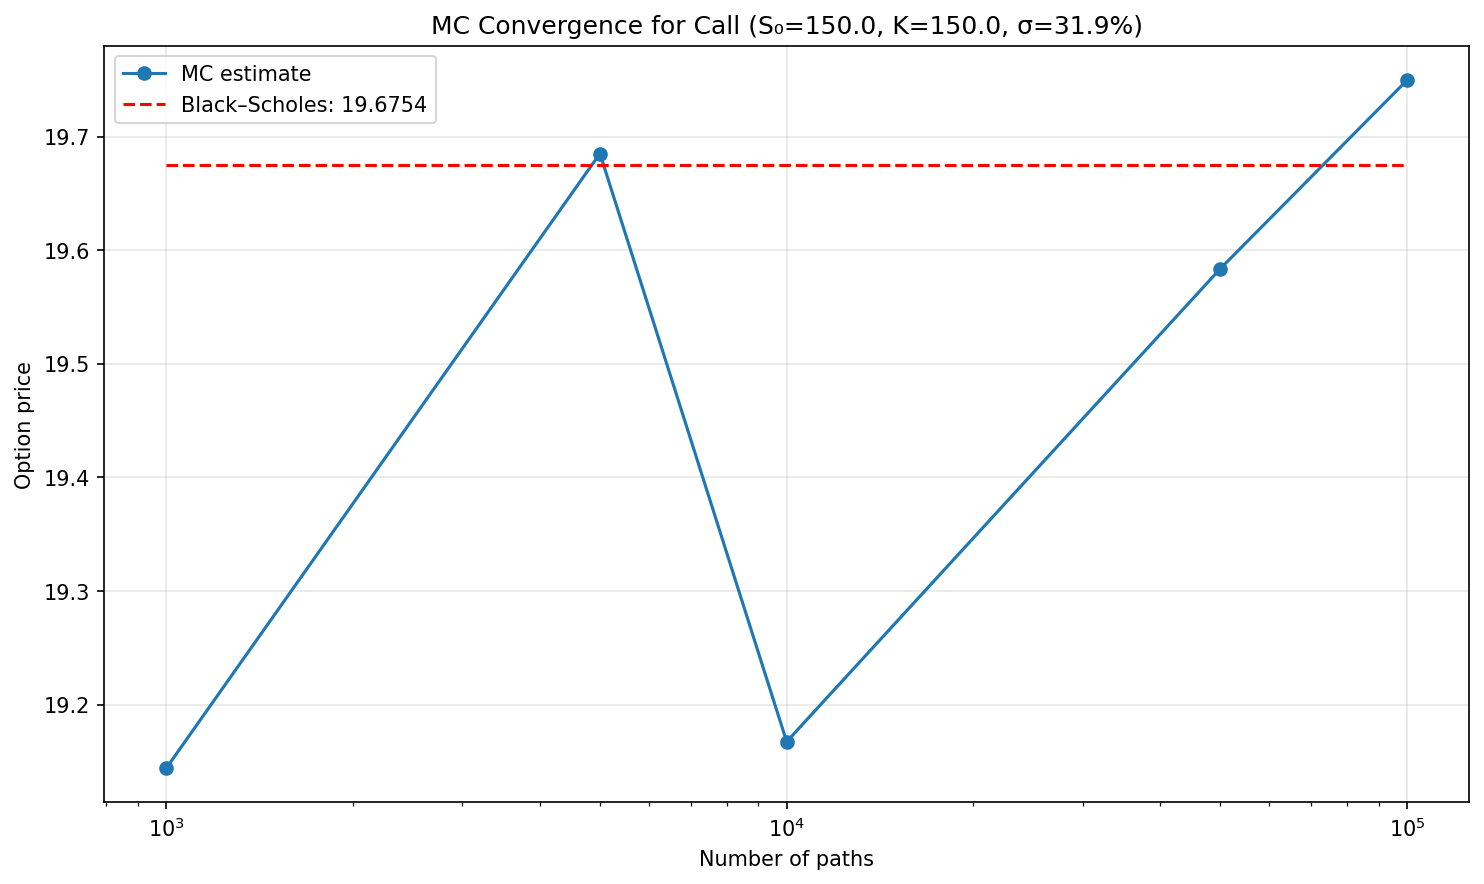 MC Convergence for Call (S₀=150.0, K=150.0, σ=31.9%)
MC estimate
Black–Scholes: 19.6754
Option price
19.7
19.6
19.5
19.4
19.3
19.2
10³
10⁴
10⁵
Number of paths